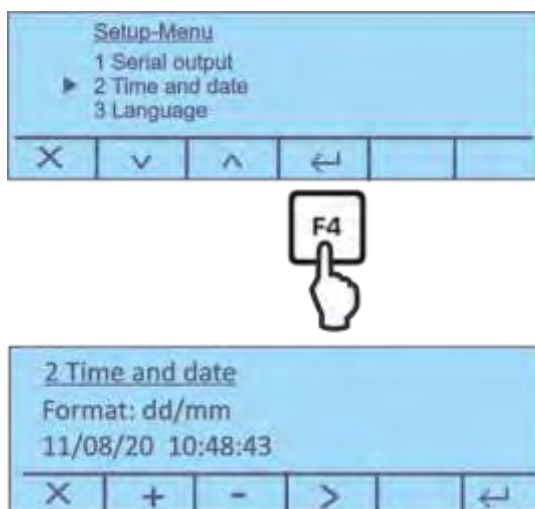 Setup-Menu
1 Serial output
▶ 2 Time and date
3 Language
F4
2 Time and date
Format: dd/mm
11/08/20 10:48:43
+ - >